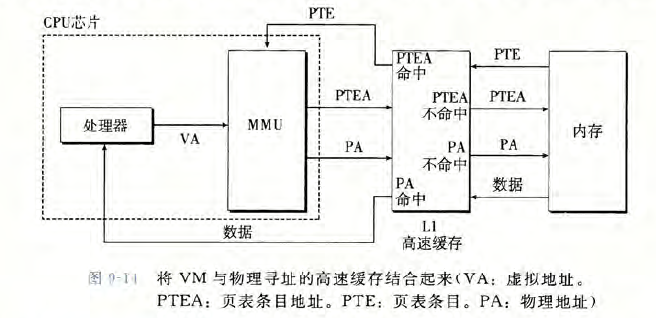 CPU芯片
PTE
处理器
VA
MMU
PTEA
PA
PTEA
命中
PTEA
不命中
PA
不命中
PA
命中
L1
高速缓存
PTE
PTEA
PA
数据
内存
数据
图 9-14 将 VM 与物理寻址的高速缓存结合起来(VA：虚拟地址。
PTEA：页表条目地址。PTE：页表条目。PA：物理地址)